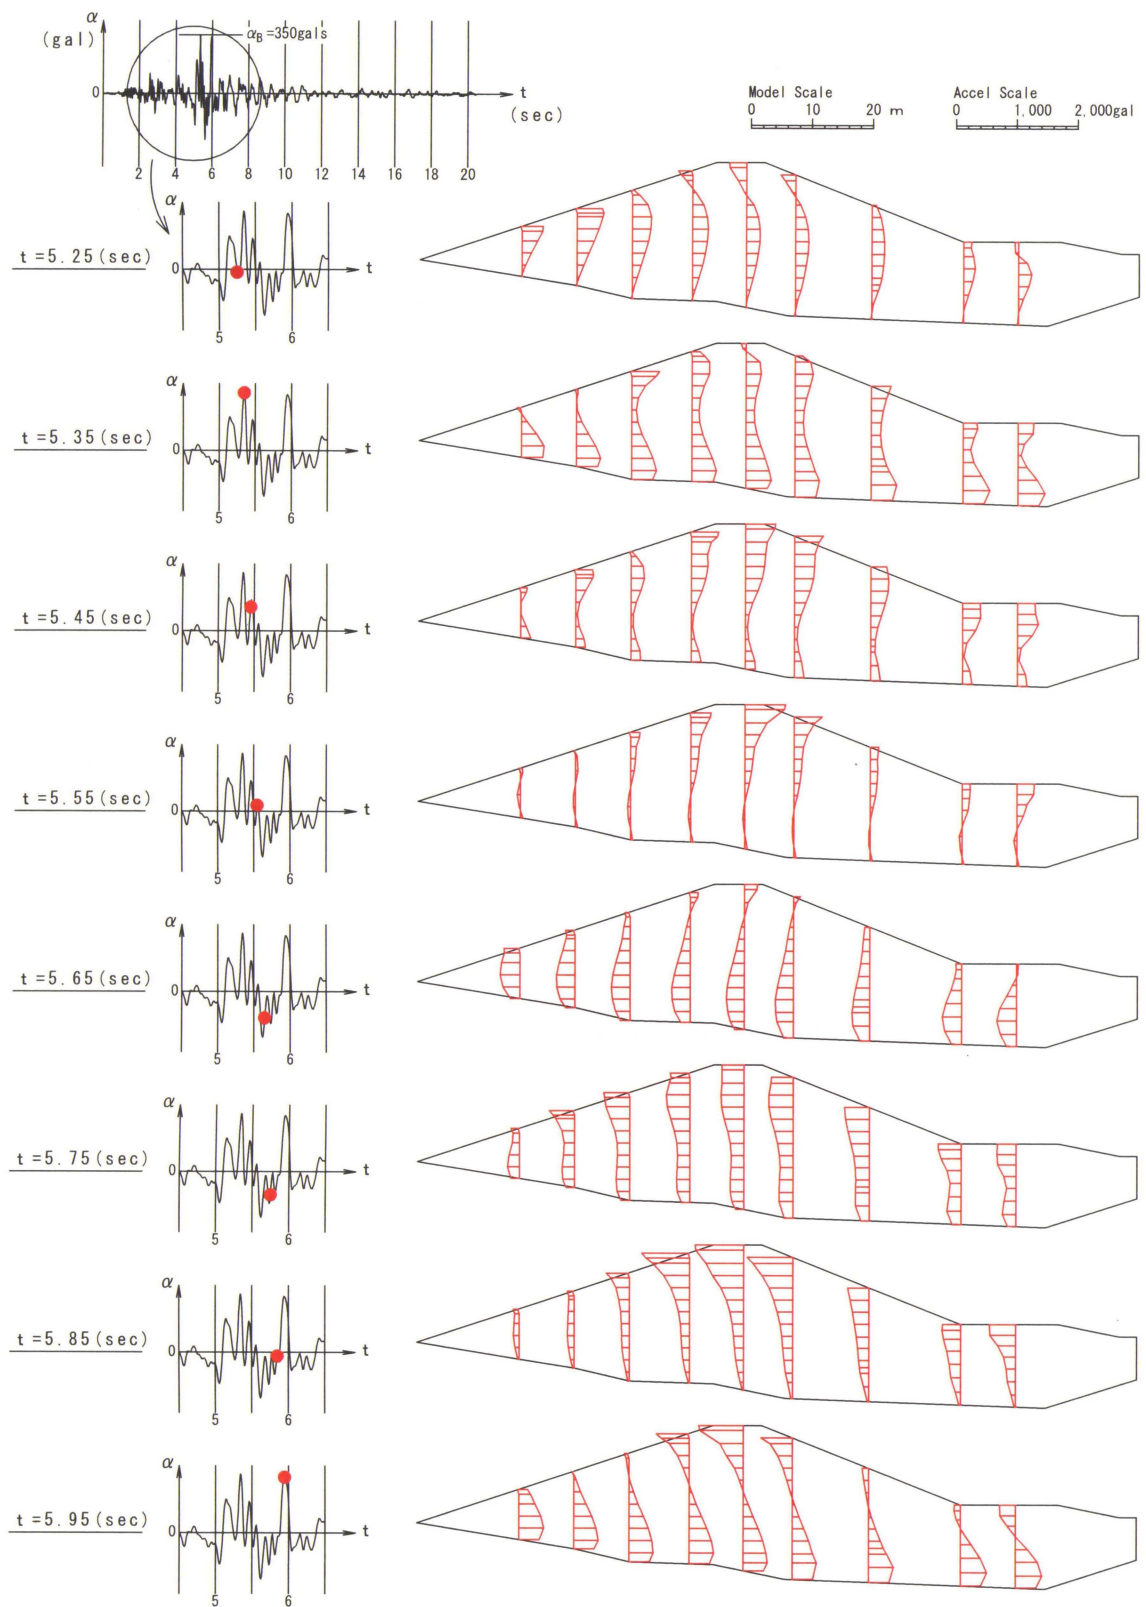 α
(gal)
α_B =350gals
0
t
(sec)
2 4 6 8 10 12 14 16 18 20
Model Scale
0 10 20 m
Accel Scale
0 1,000 2,000gal
t=5.25(sec)
α
0
t
5 6
t=5.35(sec)
α
0
t
5 6
t=5.45(sec)
α
0
t
5 6
t=5.55(sec)
α
0
t
5 6
t=5.65(sec)
α
0
t
5 6
t=5.75(sec)
α
0
t
5 6
t=5.85(sec)
α
0
t
5 6
t=5.95(sec)
α
0
t
5 6